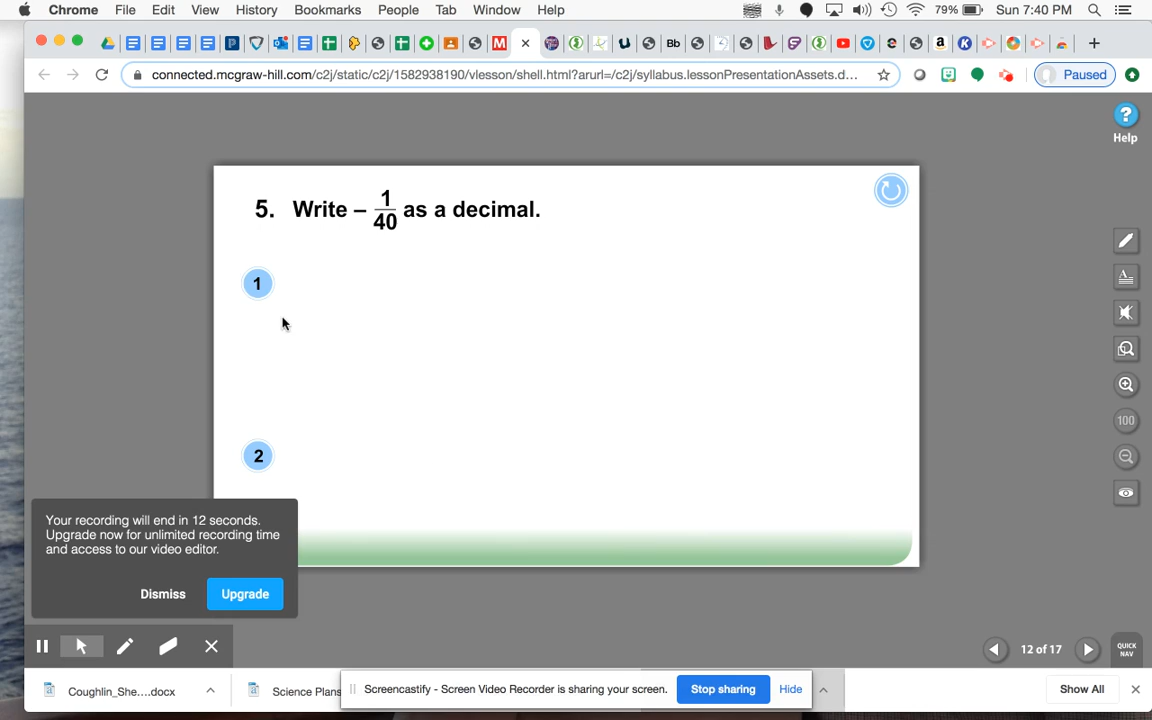 Chrome File Edit View History Bookmarks People Tab Window Help 79% Sun 7:40 PM
Bb
connected.mcgraw-hill.com/c2j/static/c2j/1582938190/vlesson/shell.html?arurl=/c2j/syllabus.lessonPresentationAssets.d... Paused
? Help
5. Write – 1/40 as a decimal.
1
100
2
Your recording will end in 12 seconds.
Upgrade now for unlimited recording time
and access to our video editor.
Dismiss Upgrade
12 of 17 QUICK NAV
Coughlin_She....docx Science Plans Screencastify - Screen Video Recorder is sharing your screen. Stop sharing Hide Show All